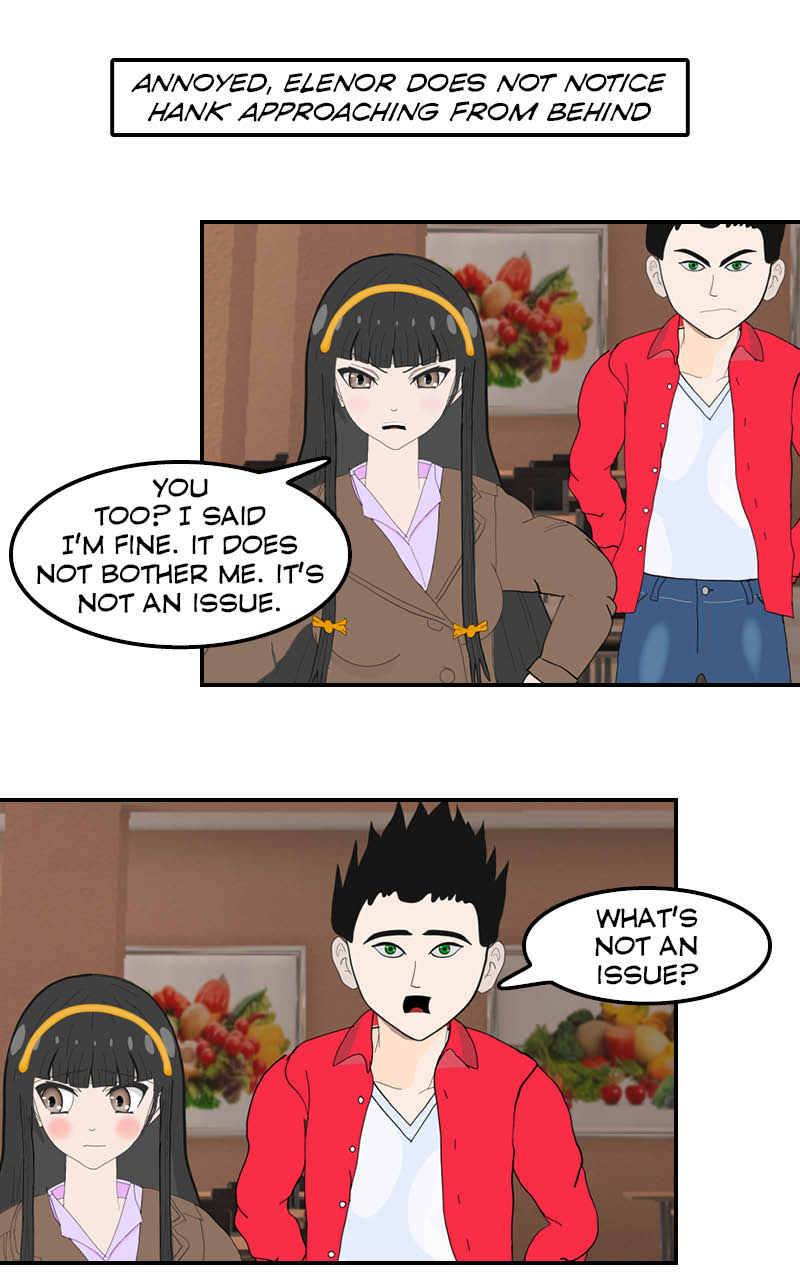 ANNOYED, ELENOR DOES NOT NOTICE
HANK APPROACHING FROM BEHIND
YOU
TOO? I SAID
I'M FINE. IT DOES
NOT BOTHER ME. IT'S
NOT AN ISSUE.
WHAT'S
NOT AN
ISSUE?